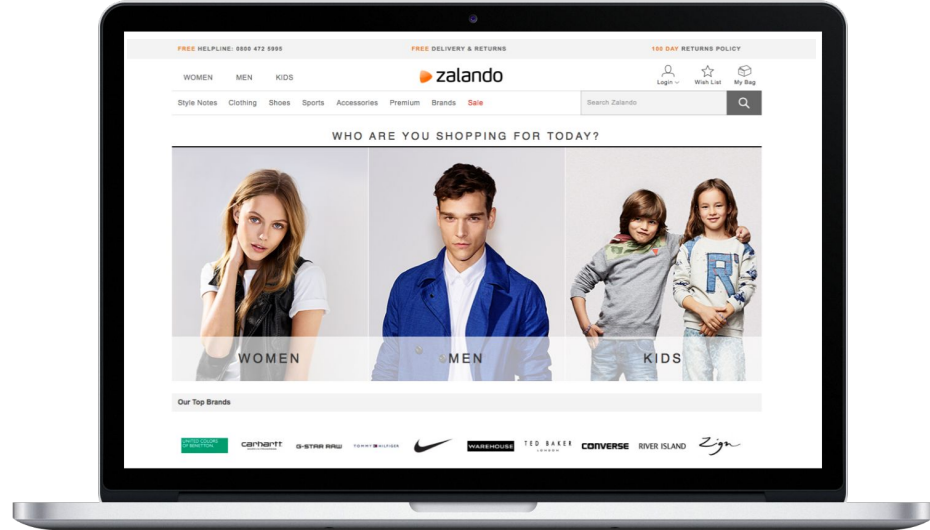 FREE HELPLINE: 0800 472 5995 FREE DELIVERY & RETURNS 100 DAY RETURNS POLICY
WOMEN MEN KIDS zalando Login Wish List My Bag
Style Notes Clothing Shoes Sports Accessories Premium Brands Sale Search Zalando
WHO ARE YOU SHOPPING FOR TODAY?
R
WOMEN MEN KIDS
Our Top Brands
UNITED COLORS
OF BENETTON.
carhartt G-STAR RAW TOMMY HILFIGER WAREHOUSE TED BAKER CONVERSE RIVER ISLAND Zign
LONDON